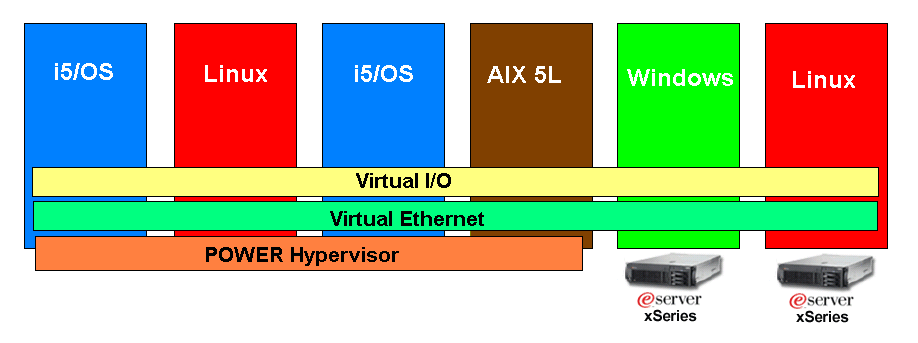 i5/OS
Linux
i5/OS
AIX 5L
Windows
Linux
Virtual I/O
Virtual Ethernet
POWER Hypervisor
eserver
xSeries
eserver
xSeries